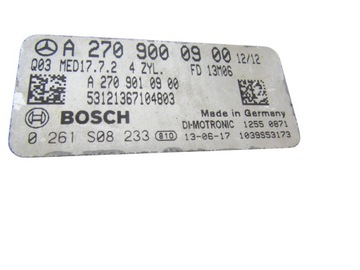 A 270 900 09 00 12/12
Q03 MED17.7.2 4 ZYL. FD 13M06
A 270 901 09 00
53121367104803
Made in Germany
BOSCH
DI-MOTRONIC 1255 0871
0 261 S08 233 810 13-06-17 1039S53173